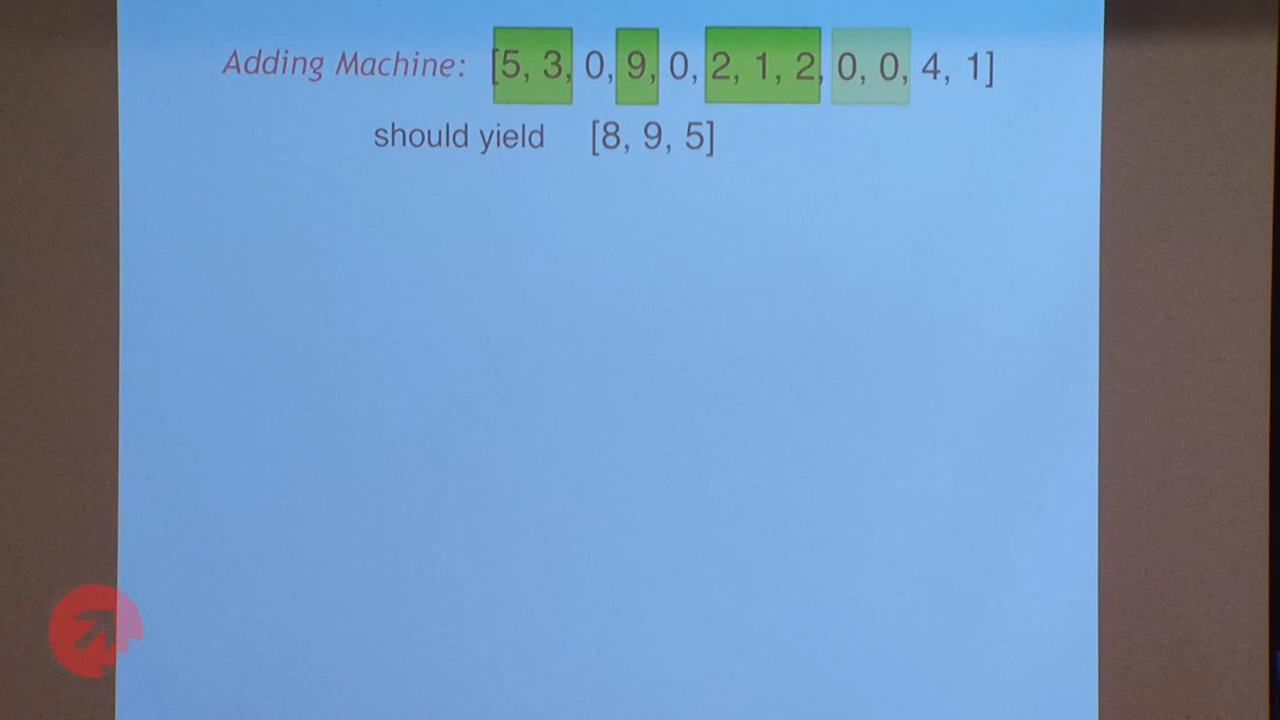 Adding Machine: [5, 3, 0, 9, 0, 2, 1, 2, 0, 0, 4, 1]
should yield [8, 9, 5]